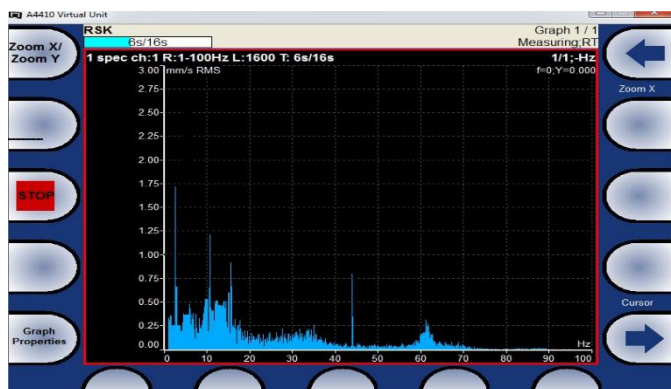 A4410 Virtual Unit
Zoom X/
Zoom Y
RSK
6s/16s
Graph 1 / 1
Measuring;RT
1 spec ch:1 R:1-100Hz L:1600 T: 6s/16s
1/1;-Hz
3.00 mm/s RMS
f=0;Y=0.000
Zoom X
2.75
2.50
2.25
2.00
1.75
STOP
1.50
1.25
1.00
0.75
0.50
Cursor
0.25
Graph
Properties
0.00
Hz
0 10 20 30 40 50 60 70 80 90 100